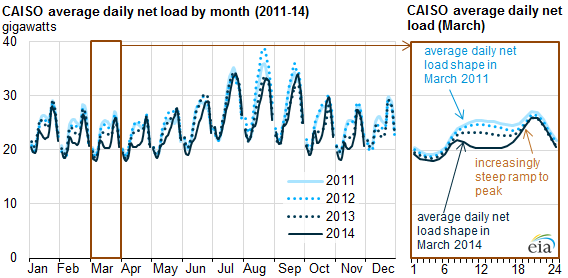 CAISO average daily net load by month (2011-14)
gigawatts
40
30
20
10
0
Jan Feb Mar Apr May Jun Jul Aug Sep Oct Nov Dec
2011
2012
2013
2014
CAISO average daily net
load (March)
average daily net
load shape in
March 2011
increasingly
steep ramp to
peak
average daily net
load shape in
March 2014
eia
1 6 12 18 24